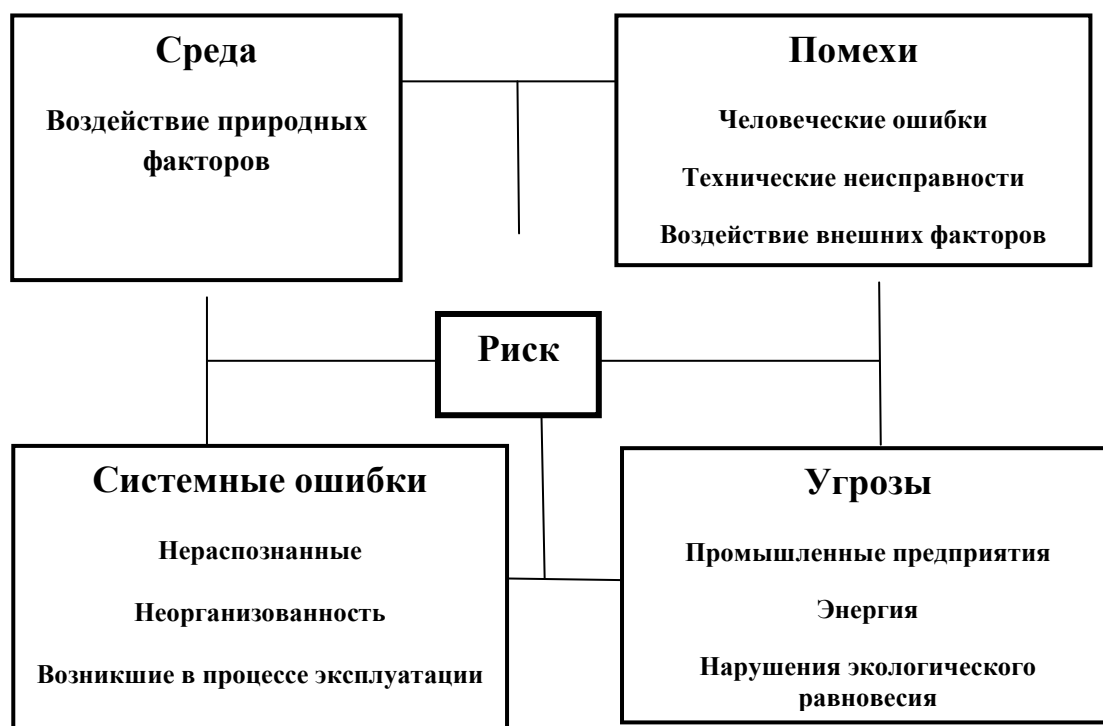 Среда
Воздействие природных
факторов
Помехи
Человеческие ошибки
Технические неисправности
Воздействие внешних факторов
Риск
Системные ошибки
Нераспознанные
Неорганизованность
Возникшие в процессе эксплуатации
Угрозы
Промышленные предприятия
Энергия
Нарушения экологического
равновесия